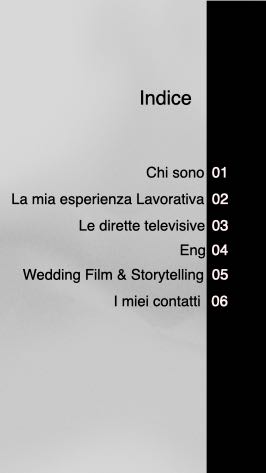 Indice
Chi sono 01
La mia esperienza Lavorativa 02
Le dirette televisive 03
Eng 04
Wedding Film & Storytelling 05
I miei contatti 06